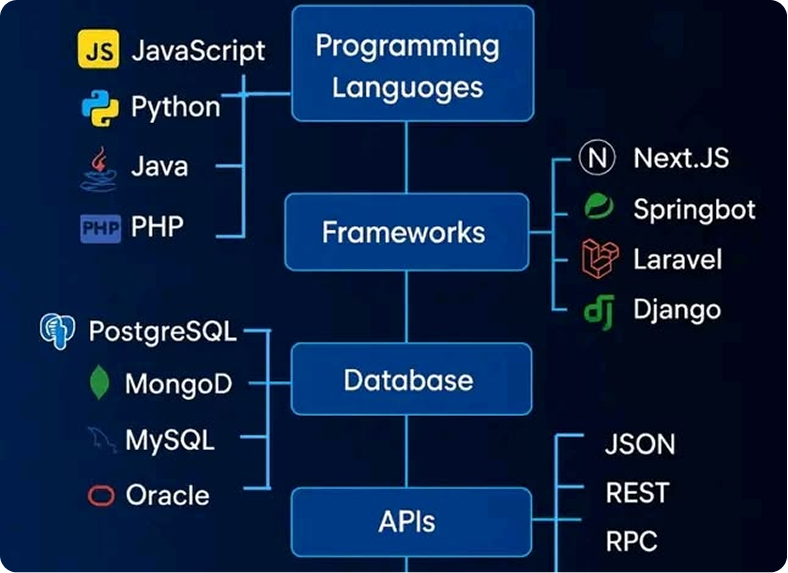 Programming
Languoges
JS JavaScript
Python
Java
PHP PHP
Frameworks
N Next.JS
Springbot
Laravel
dj Django
Database
PostgreSQL
MongoD
MySQL
Oracle
APIs
JSON
REST
RPC